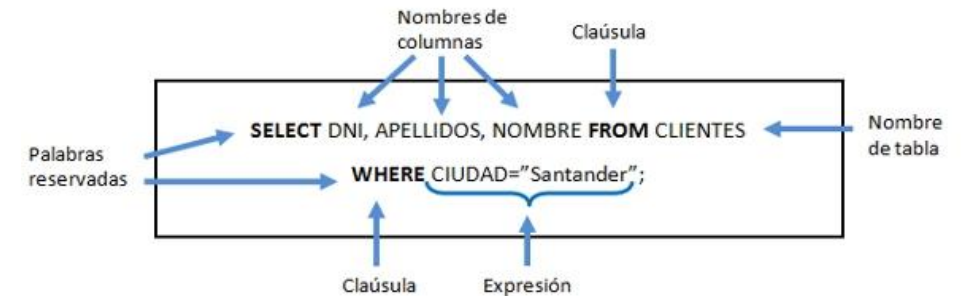 Nombres de
columnas
Claúsula
SELECT DNI, APELLIDOS, NOMBRE FROM CLIENTES
Nombre
de tabla
Palabras
reservadas
WHERE CIUDAD=”Santander”;
Claúsula
Expresión